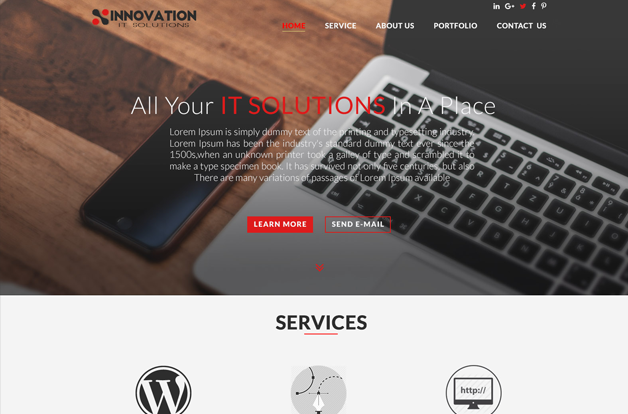 INNOVATION
IT SOLUTIONS
in G+ f
HOME SERVICE ABOUT US PORTFOLIO CONTACT US
All Your IT SOLUTIONS In A Place
Lorem Ipsum is simply dummy text of the printing and typesetting industry.
Lorem Ipsum has been the industry's standard dummy text ever since the
1500s,when an unknown printer took a galley of type and scrambled it to
make a type specimen book. It has survived not only five centuries, but also
There are many variations of passages of Lorem Ipsum available
LEARN MORE SEND E-MAIL
SERVICES
http://